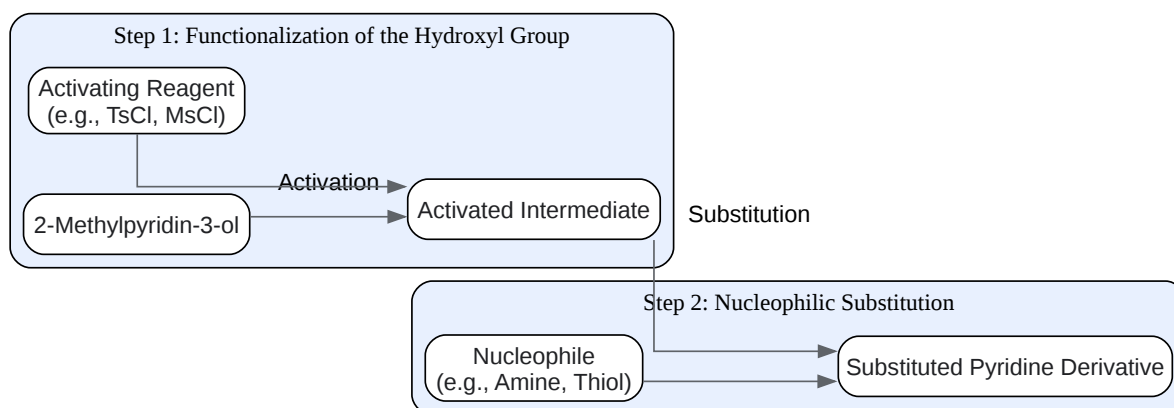 Step 1: Functionalization of the Hydroxyl Group
Activating Reagent
(e.g., TsCl, MsCl)
Activation
2-Methylpyridin-3-ol
Activated Intermediate
Substitution
Step 2: Nucleophilic Substitution
Nucleophile
(e.g., Amine, Thiol)
Substituted Pyridine Derivative